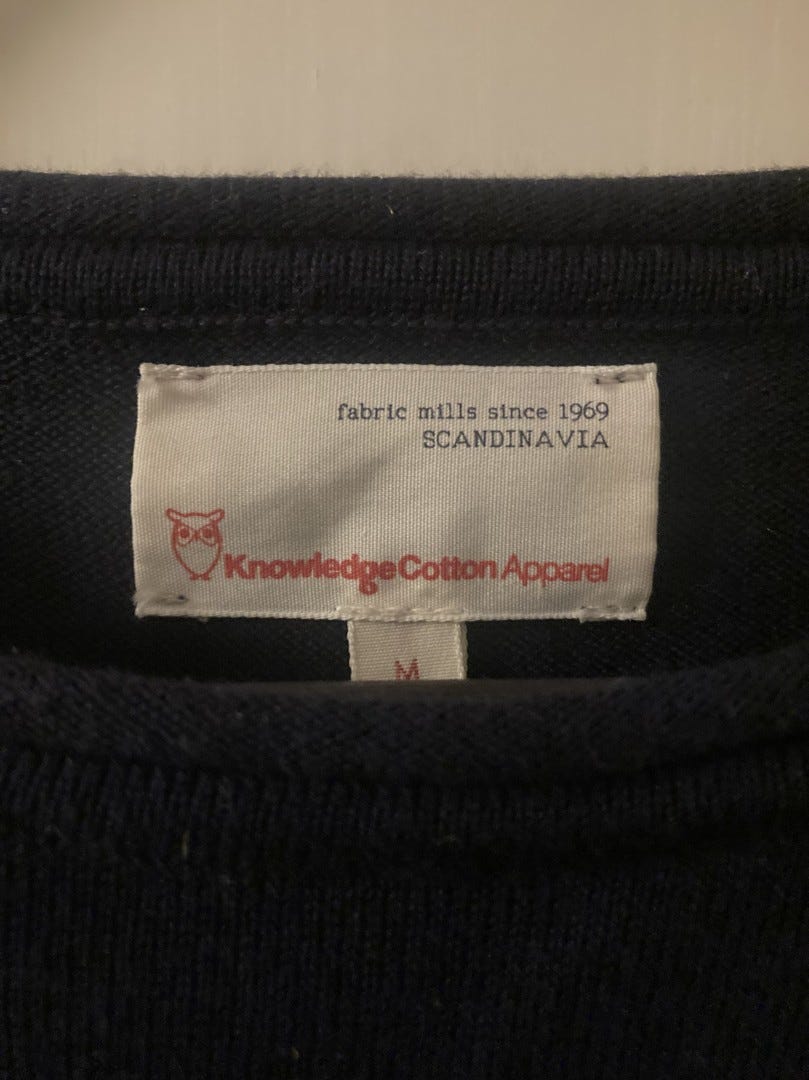 fabric mills since 1969
SCANDINAVIA
KnowledgeCotton Apparel
M